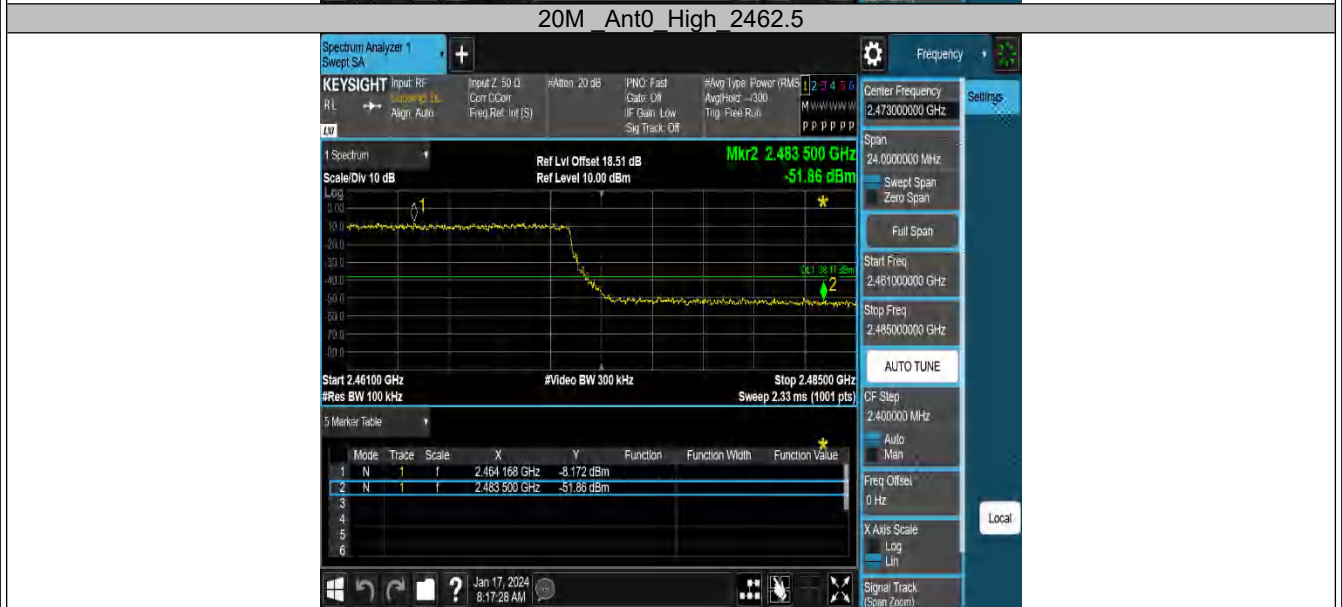 20M _Ant0_High_2462.5
Spectrum Analyzer 1
Swept SA
Frequency
KEYSIGHT Input: RF
RL
Align: Auto
LXI
Input Z: 50 Ω
Corr CCorr
Freq Ref: Int (S)
#Atten: 20 dB
PNO: Fast
Gate: Off
IF Gain: Low
Sig Track: Off
#Avg Type: Power (RMS
Trig: Free Run
1 2 3 4 5 6
M W W W W W
P P P P P P
Center Frequency
2.473000000 GHz
Settings
Span
24.0000000 MHz
Swept Span
Zero Span
Full Span
Start Freq
2.461000000 GHz
Stop Freq
2.485000000 GHz
AUTO TUNE
CF Step
2.400000 MHz
Auto
Man
Freq Offset
0 Hz
X Axis Scale
Log
Lin
Signal Track
(Span Zoom)
Local
1 Spectrum
Scale/Div 10 dB
Ref Lvl Offset 18.51 dB
Ref Level 10.00 dBm
Mkr2 2.483 500 GHz
-51.86 dBm
Log
1
2
Start 2.46100 GHz
#Res BW 100 kHz
#Video BW 300 kHz
Stop 2.48500 GHz
Sweep 2.33 ms (1001 pts)
5 Marker Table
Mode Trace Scale X Y Function Function Width Function Value
1 N 1 f 2.464 168 GHz -8.172 dBm
2 N 1 f 2.483 500 GHz -51.86 dBm
3
4
5
6
Jan 17, 2024
8:17:28 AM